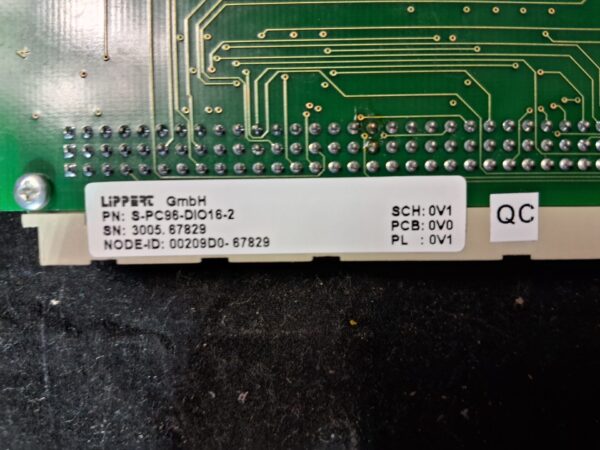 LiPPERT GmbH
PN: S-PC96-DIO16-2
SN: 3005. 67829
NODE-ID: 00209D0- 67829
SCH: 0V1
PCB: 0V0
PL : 0V1
QC